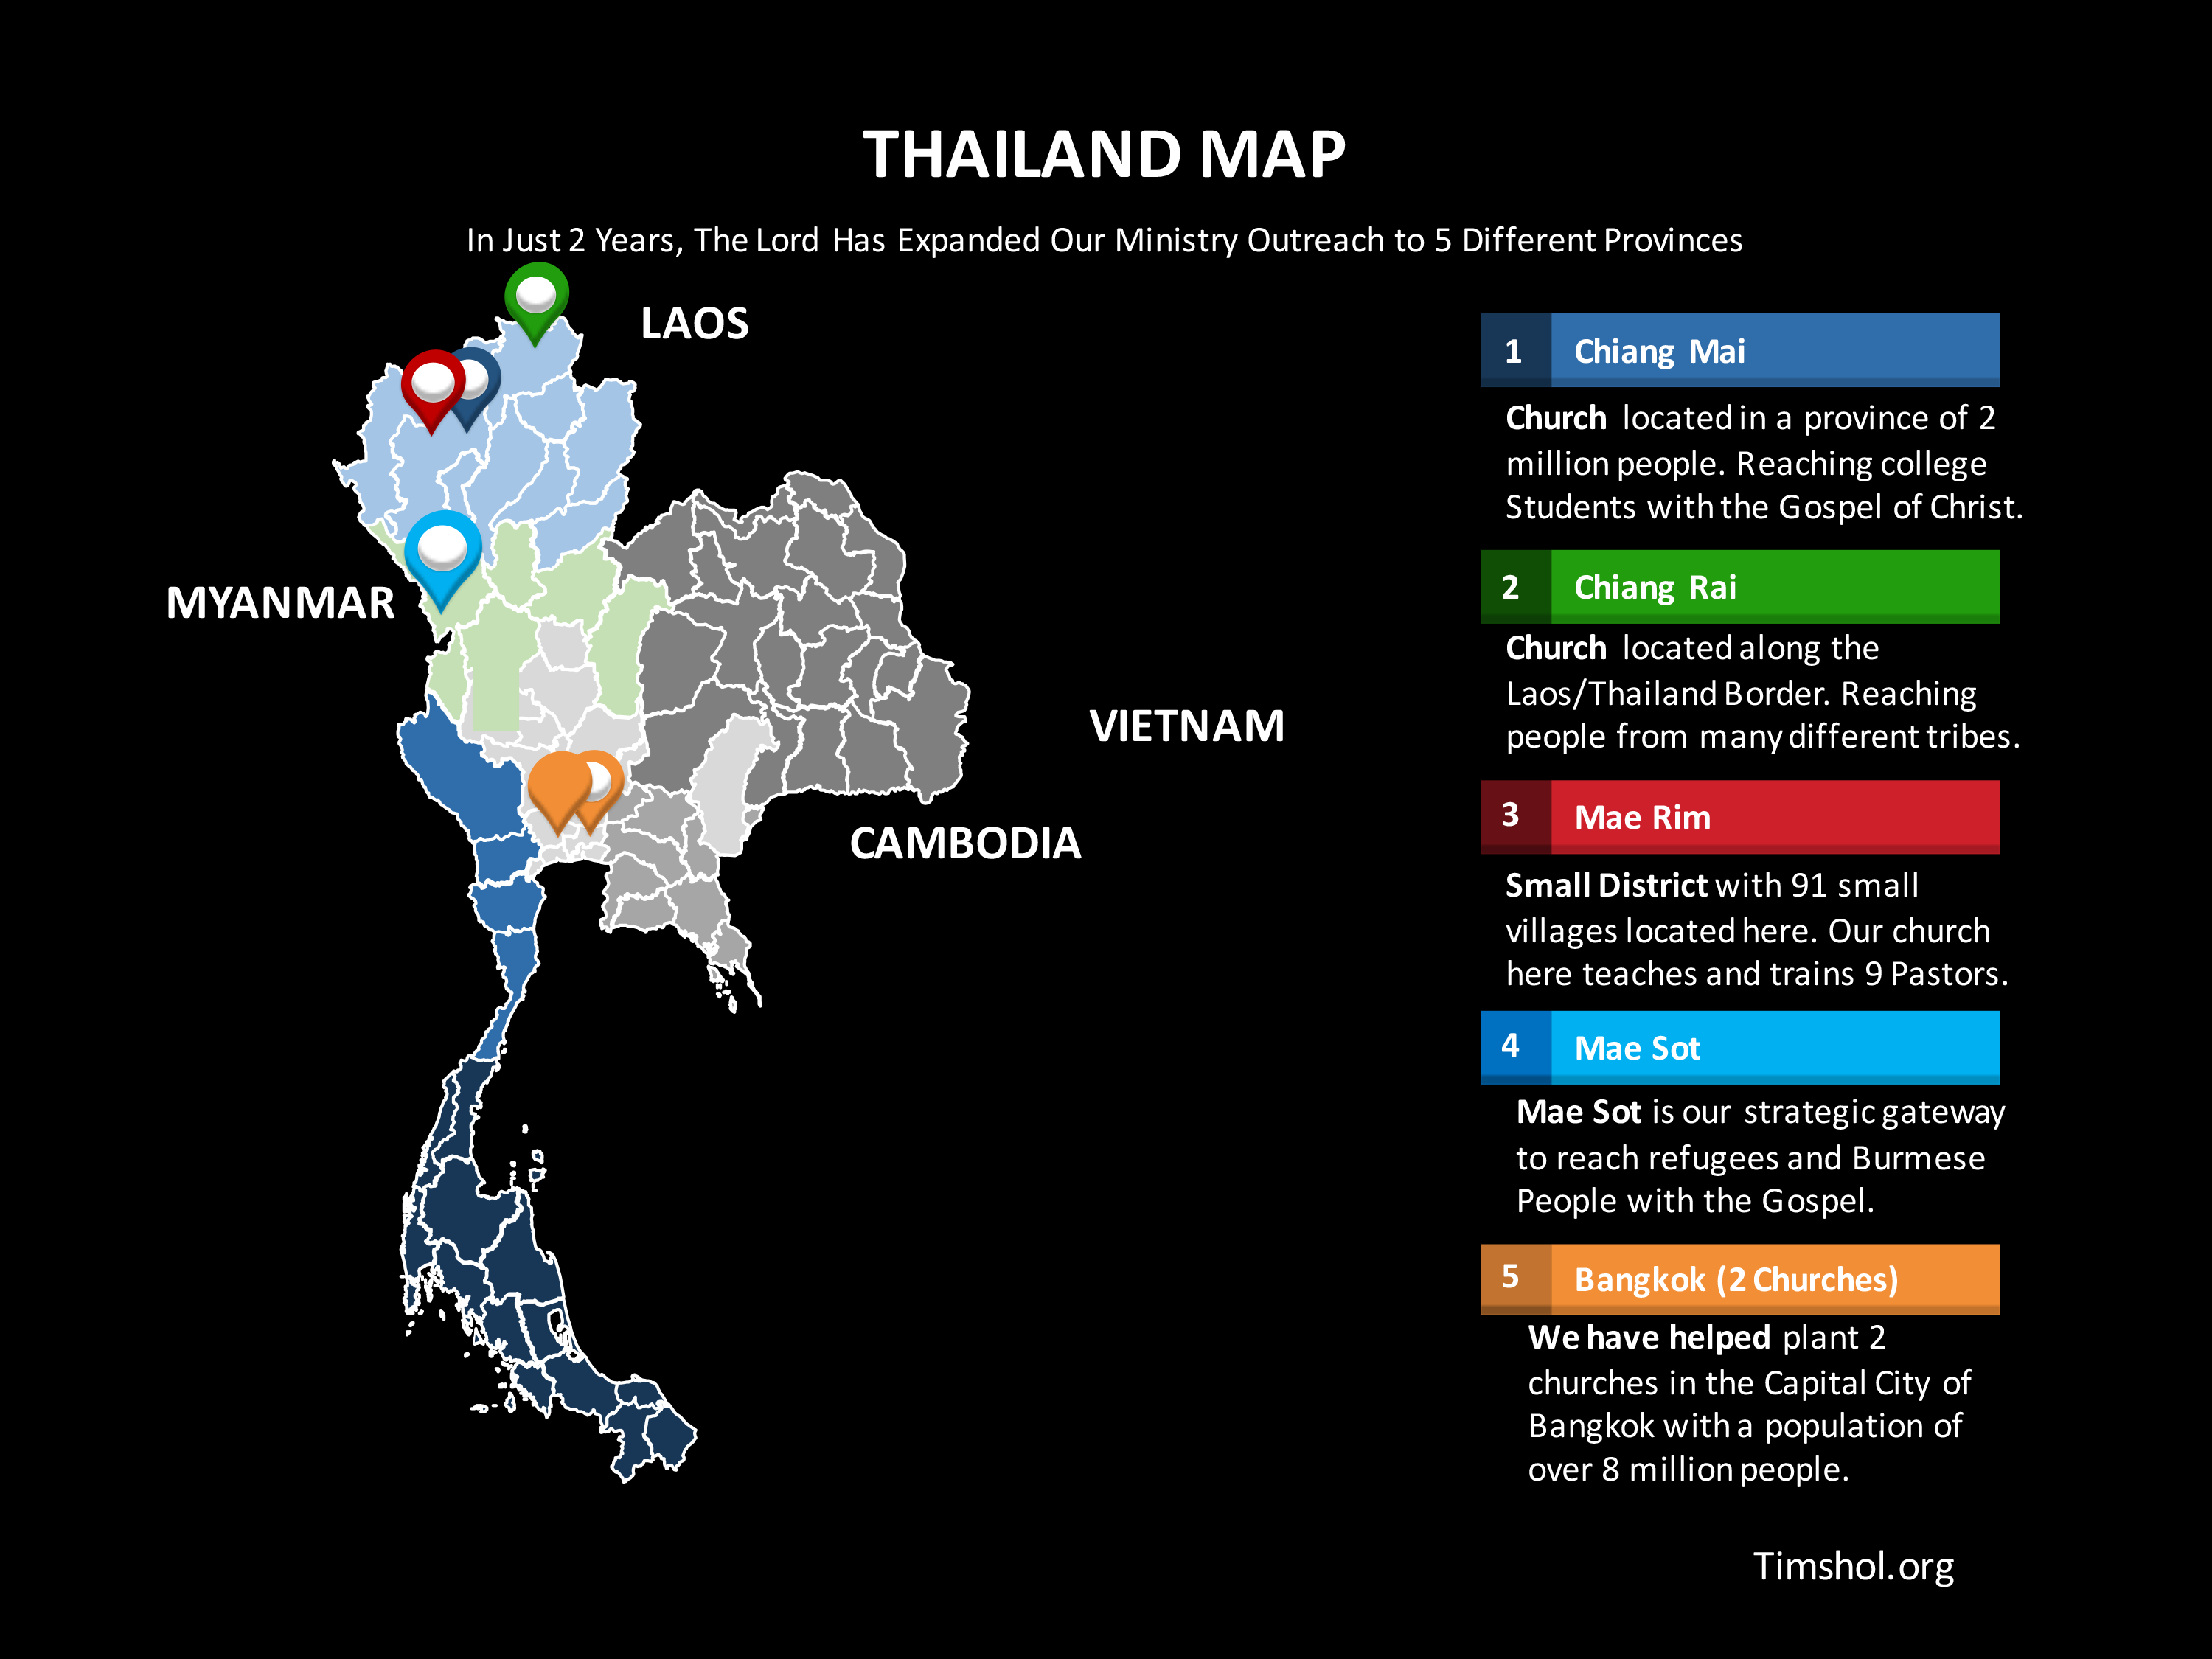 THAILAND MAP
In Just 2 Years, The Lord Has Expanded Our Ministry Outreach to 5 Different Provinces
LAOS
MYANMAR
VIETNAM
CAMBODIA
1 Chiang Mai
Church located in a province of 2
million people. Reaching college
Students with the Gospel of Christ.
2 Chiang Rai
Church located along the
Laos/Thailand Border. Reaching
people from many different tribes.
3 Mae Rim
Small District with 91 small
villages located here. Our church
here teaches and trains 9 Pastors.
4 Mae Sot
Mae Sot is our strategic gateway
to reach refugees and Burmese
People with the Gospel.
5 Bangkok (2 Churches)
We have helped plant 2
churches in the Capital City of
Bangkok with a population of
over 8 million people.
Timshol.org